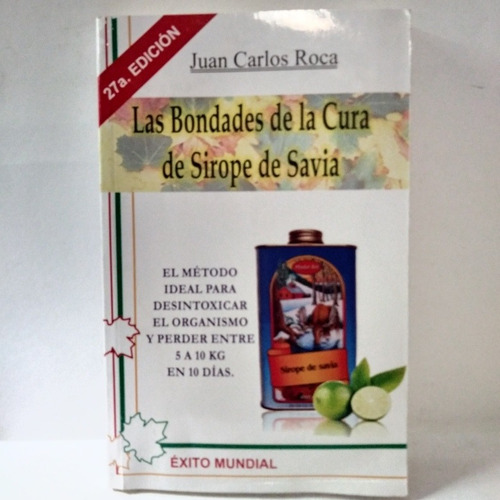 27a. EDICIÓN
Juan Carlos Roca
Las Bondades de la Cura
de Sirope de Savia
EL MÉTODO
IDEAL PARA
DESINTOXICAR
EL ORGANISMO
Y PERDER ENTRE
5 A 10 KG
EN 10 DÍAS.
Sirope de savia
ÉXITO MUNDIAL